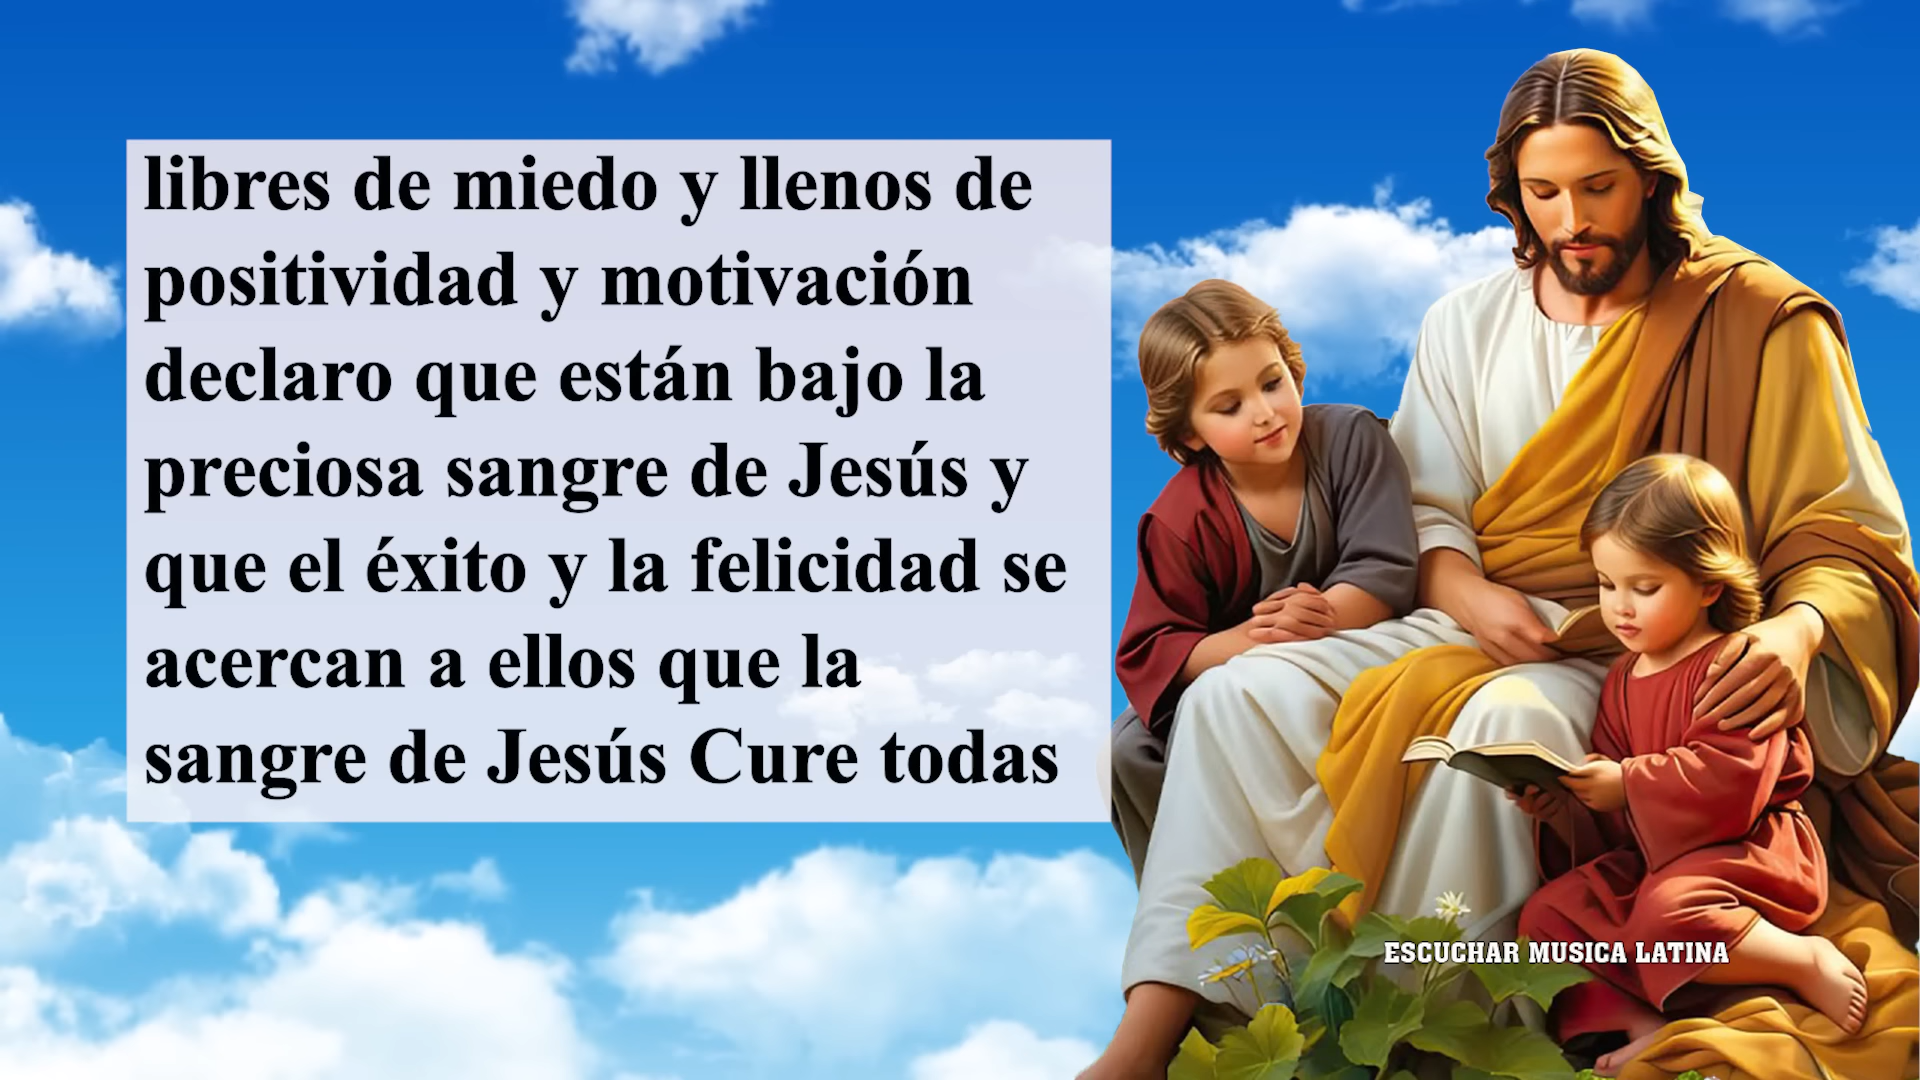 libres de miedo y llenos de
positividad y motivación
declaro que están bajo la
preciosa sangre de Jesús y
que el éxito y la felicidad se
acercan a ellos que la
sangre de Jesús Cure todas
ESCUCHAR MUSICA LATINA